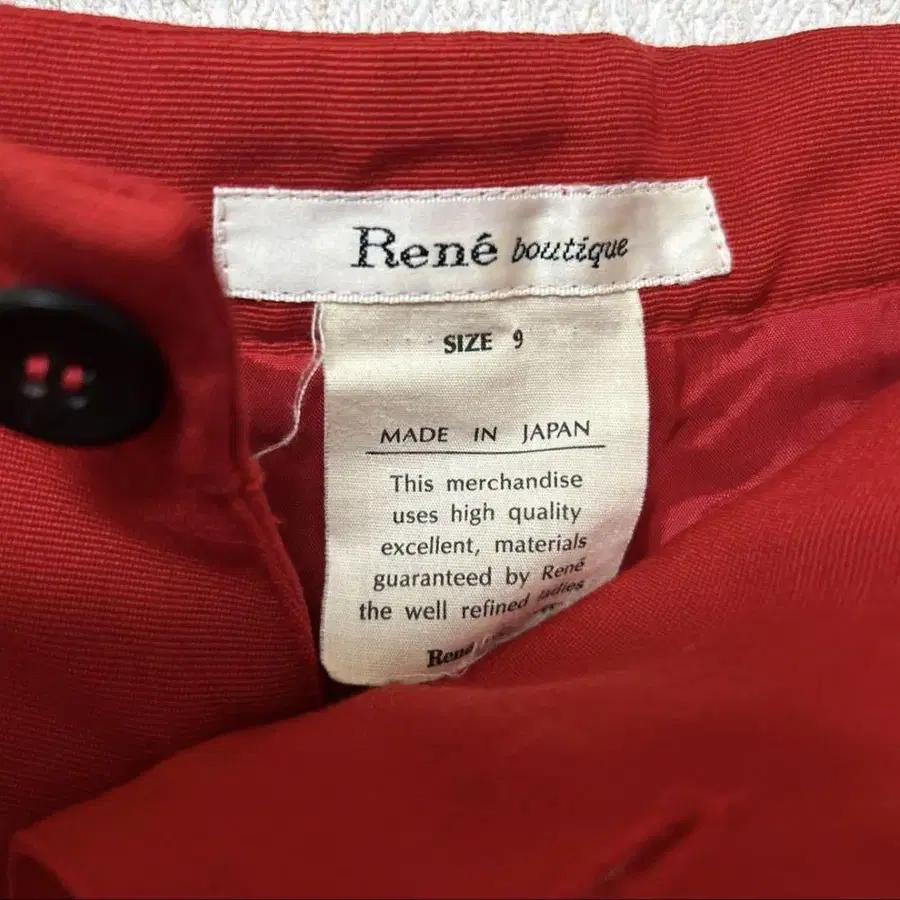 René boutique
SIZE 9
MADE IN JAPAN
This merchandise
uses high quality
excellent, materials
guaranteed by René
the well refined ladies
René